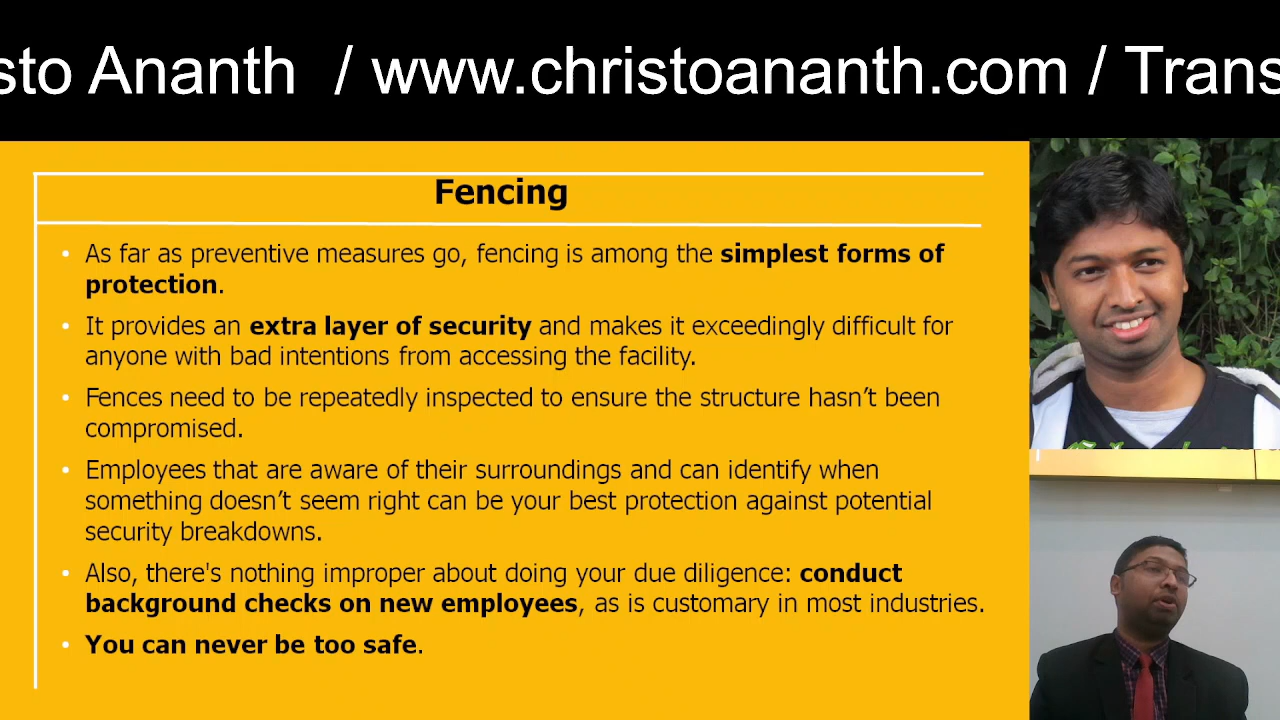 sto Ananth / www.christoananth.com / Trans
Fencing
• As far as preventive measures go, fencing is among the simplest forms of
protection.
• It provides an extra layer of security and makes it exceedingly difficult for
anyone with bad intentions from accessing the facility.
• Fences need to be repeatedly inspected to ensure the structure hasn’t been
compromised.
• Employees that are aware of their surroundings and can identify when
something doesn’t seem right can be your best protection against potential
security breakdowns.
• Also, there's nothing improper about doing your due diligence: conduct
background checks on new employees, as is customary in most industries.
• You can never be too safe.